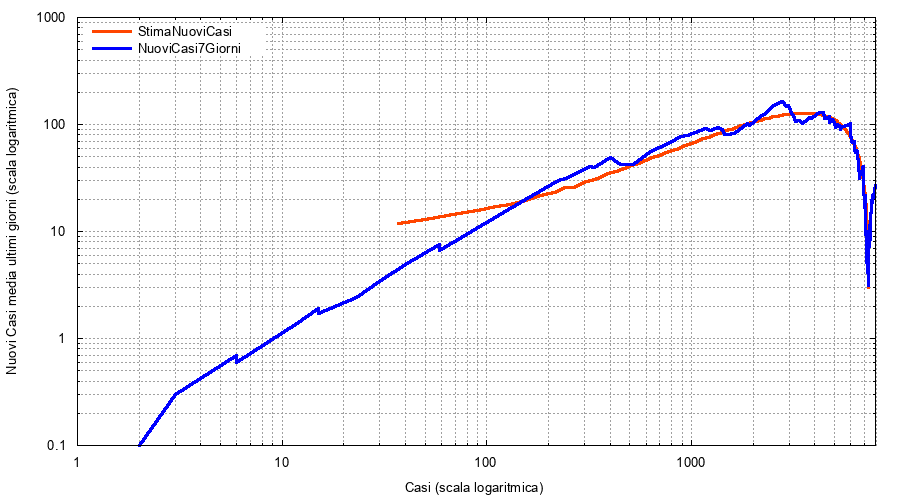 1000
StimaNuoviCasi
NuoviCasi7Giorni
100
10
1
0.1
1 10 100 1000
Nuovi Casi media ultimi giorni (scala logaritmica)
Casi (scala logaritmica)